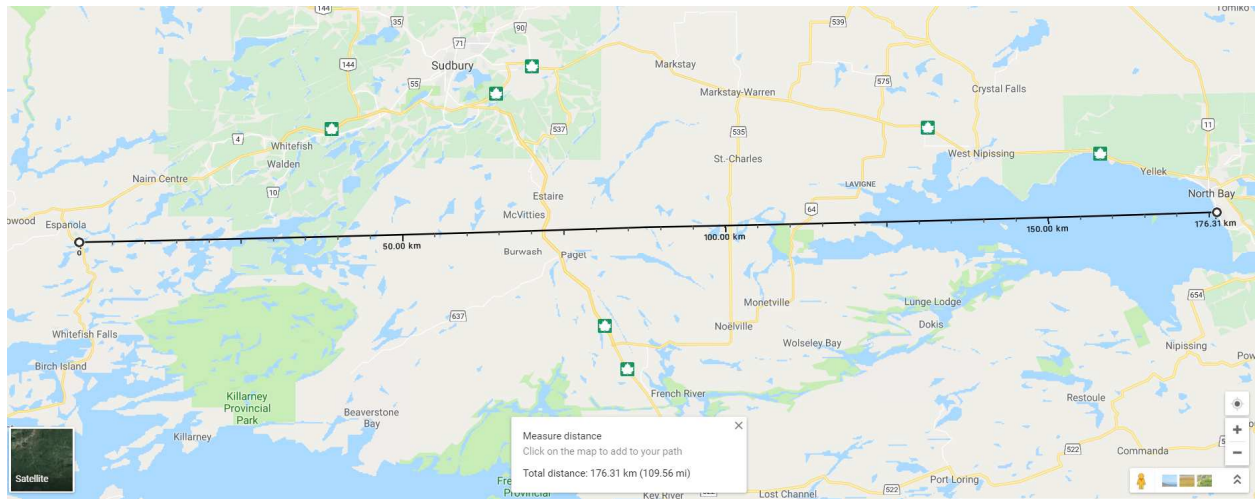 144
35
90
539
Tomiko
71
Sudbury
144
Markstay
575
55
Markstay-Warren
Crystal Falls
4
537
535
11
Whitefish
West Nipissing
Walden
St.-Charles
Yellek
Nairn Centre
10
LAVIGNE
Estaire
North Bay
McVitties
64
Espanola
0
50.00 km
100.00 km
150.00 km
176.31 km
Burwash
Paget
654
Monetville
Lunge Lodge
637
Noëlville
Dokis
Whitefish Falls
Wolseley Bay
Nipissing
Birch Island
French River
Killarney
Provincial
Park
Restoule
Beaverstone
Bay
Killarney
Measure distance
Click on the map to add to your path
Total distance: 176.31 km (109.56 mi)
522
Commanda
Satellite
Provincial
Key River
Lost Channel
522
Port Loring
522